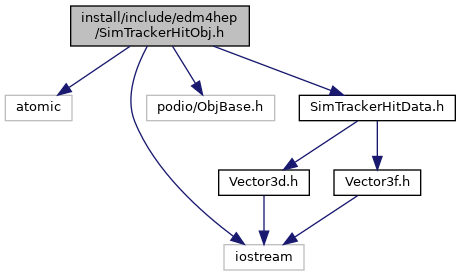 install/include/edm4hep
/SimTrackerHitObj.h
atomic
podio/ObjBase.h
SimTrackerHitData.h
Vector3d.h
Vector3f.h
iostream